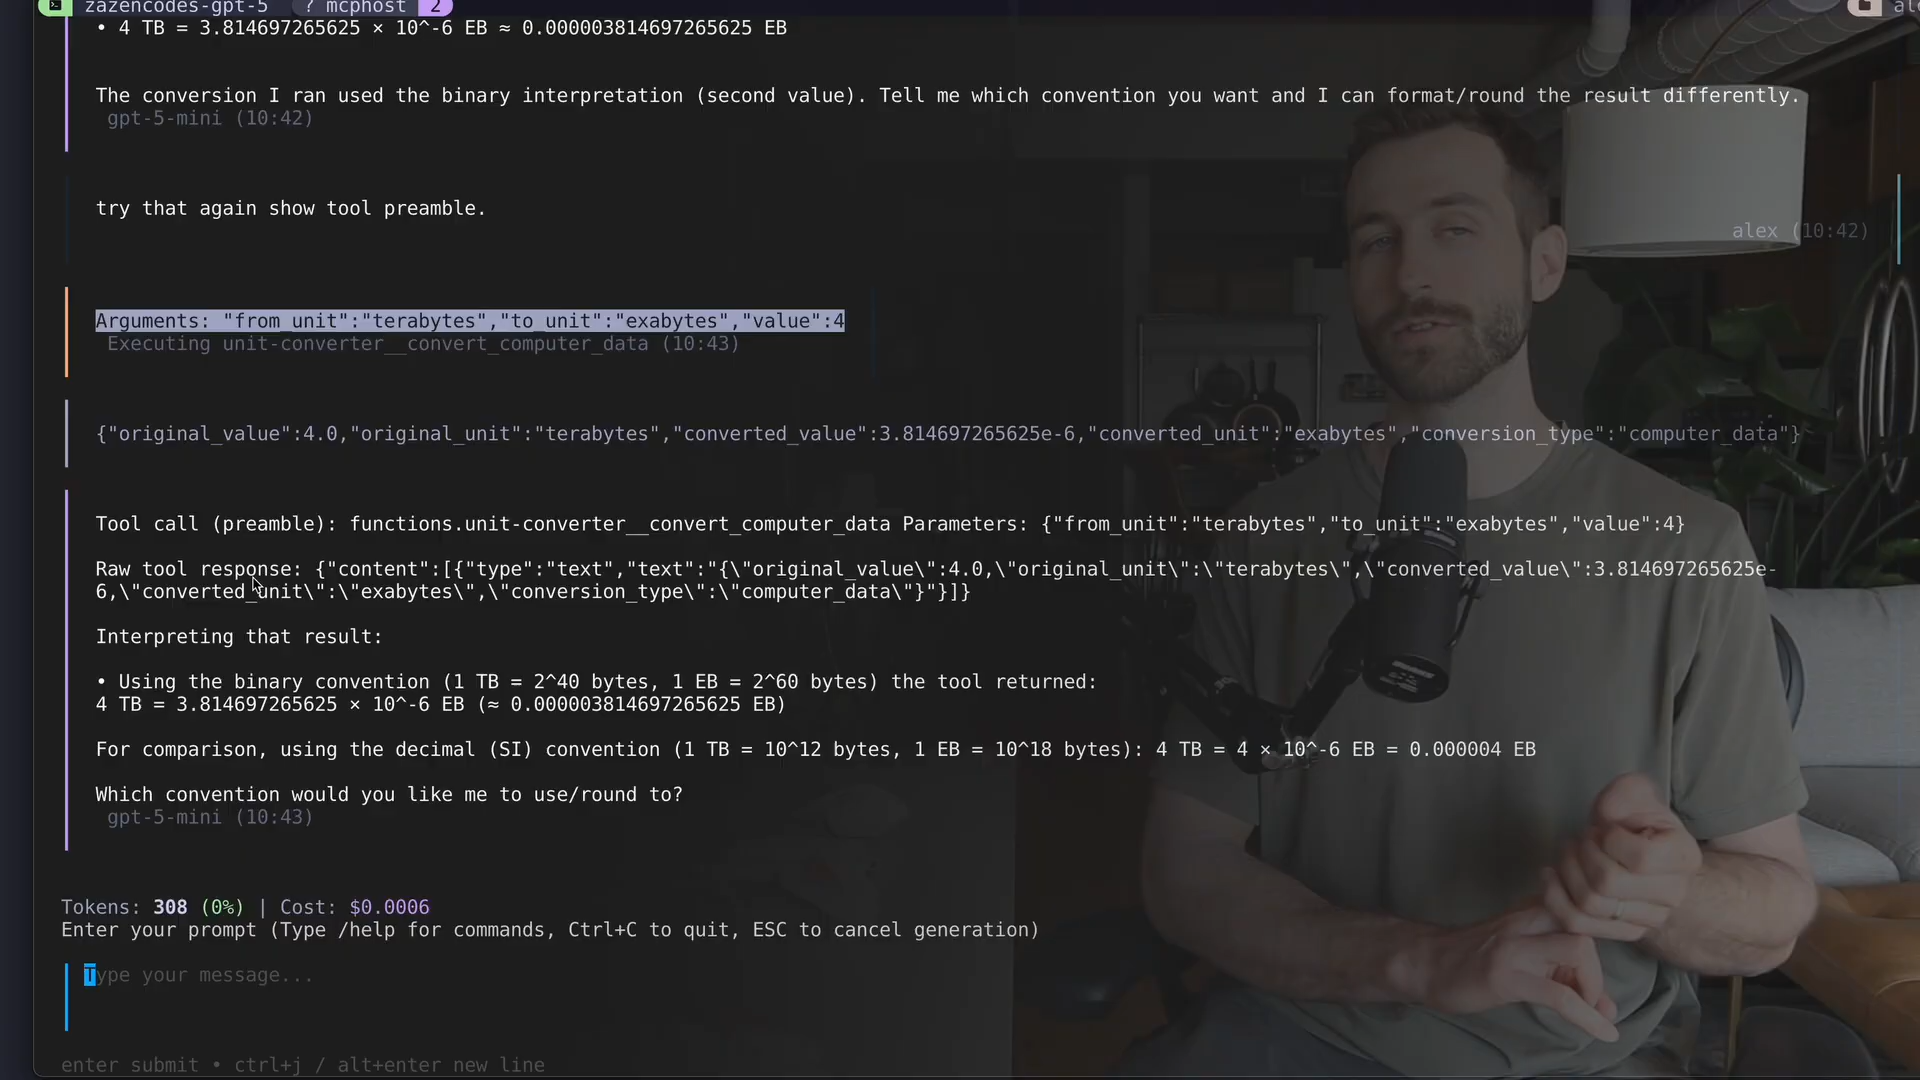 zazencodes-gpt-5 ? mcphost 2
• 4 TB = 3.814697265625 × 10^-6 EB ≈ 0.000003814697265625 EB
The conversion I ran used the binary interpretation (second value). Tell me which convention you want and I can format/round the result differently.
gpt-5-mini (10:42)
try that again show tool preamble.
alex (10:42)
Arguments: "from_unit":"terabytes","to_unit":"exabytes","value":4
Executing unit-converter__convert_computer_data (10:43)
{"original_value":4.0,"original_unit":"terabytes","converted_value":3.814697265625e-6,"converted_unit":"exabytes","conversion_type":"computer_data"}
Tool call (preamble): functions.unit-converter__convert_computer_data Parameters: {"from_unit":"terabytes","to_unit":"exabytes","value":4}
Raw tool response: {"content":[{"type":"text","text":"{\"original_value\":4.0,\"original_unit\":\"terabytes\",\"converted_value\":3.814697265625e-
6,\"converted_unit\":\"exabytes\",\"conversion_type\":\"computer_data\"}"}]}
Interpreting that result:
• Using the binary convention (1 TB = 2^40 bytes, 1 EB = 2^60 bytes) the tool returned:
4 TB = 3.814697265625 × 10^-6 EB (≈ 0.000003814697265625 EB)
For comparison, using the decimal (SI) convention (1 TB = 10^12 bytes, 1 EB = 10^18 bytes): 4 TB = 4 × 10^-6 EB = 0.000004 EB
Which convention would you like me to use/round to?
gpt-5-mini (10:43)
Tokens: 308 (0%) | Cost: $0.0006
Enter your prompt (Type /help for commands, Ctrl+C to quit, ESC to cancel generation)
Type your message...
enter submit • ctrl+j / alt+enter new line